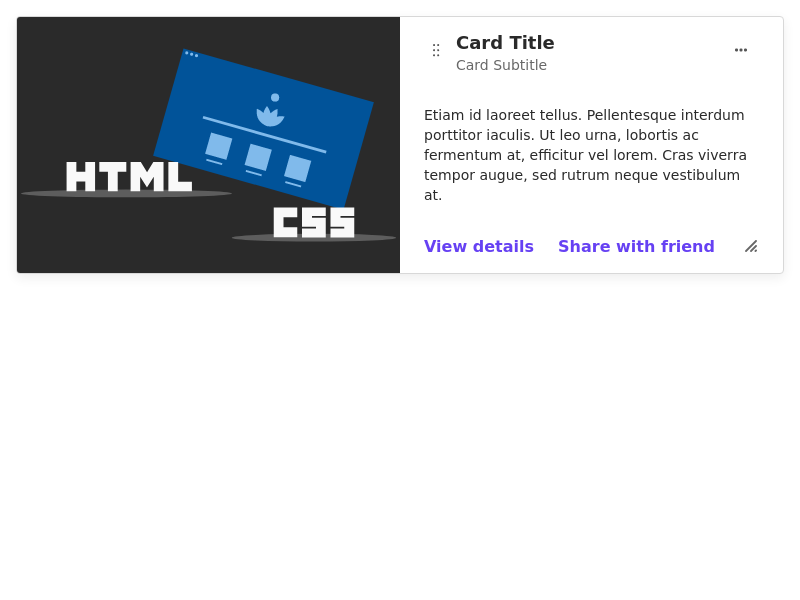 HTML
CSS
Card Title
Card Subtitle
Etiam id laoreet tellus. Pellentesque interdum
porttitor iaculis. Ut leo urna, lobortis ac
fermentum at, efficitur vel lorem. Cras viverra
tempor augue, sed rutrum neque vestibulum
at.
View details
Share with friend